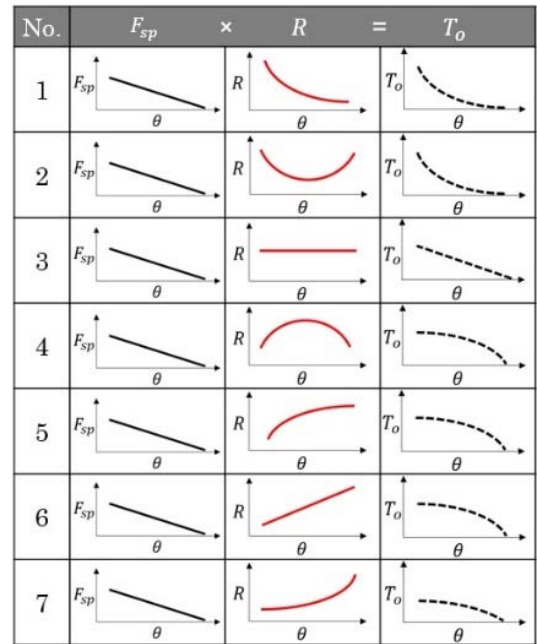 No. F_sp × R = T_o
1 F_sp θ R θ T_o θ
2 F_sp θ R θ T_o θ
3 F_sp θ R θ T_o θ
4 F_sp θ R θ T_o θ
5 F_sp θ R θ T_o θ
6 F_sp θ R θ T_o θ
7 F_sp θ R θ T_o θ